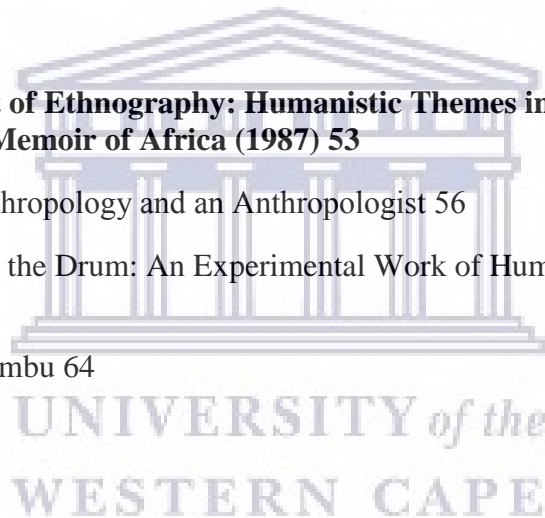 t of Ethnography: Humanistic Themes in
Memoir of Africa (1987) 53
hropology and an Anthropologist 56
the Drum: An Experimental Work of Hum
mbu 64
UNIVERSITY of the
WESTERN CAPE